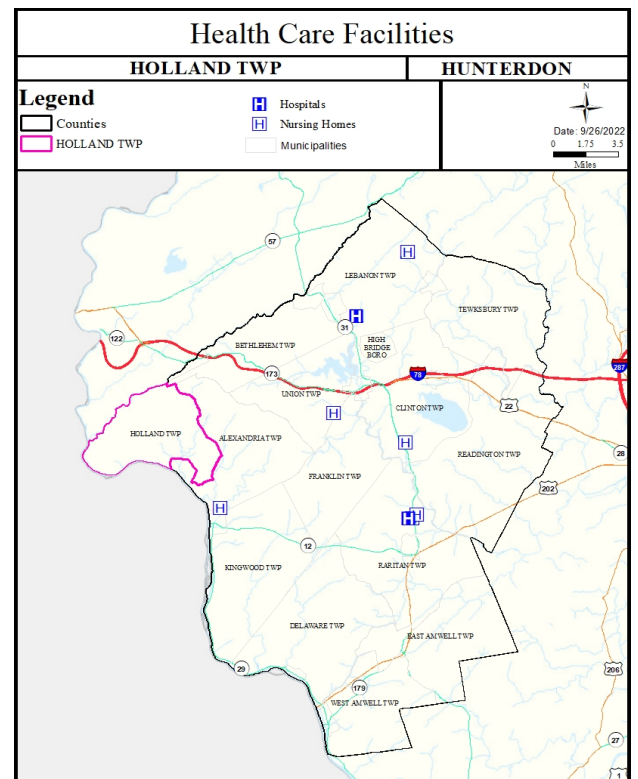 Health Care Facilities
HOLLAND TWP
HUNTERDON
Legend
Counties
HOLLAND TWP
H Hospitals
H Nursing Homes
Municipalities
N
Date: 9/26/2022
0 1.75 3.5
Miles
57
H
LEBANON TWP
TEWKSBURY TWP
H
31
122
BETHLEHEM TWP
HIGH
BRIDGE
BORO
173
78
287
UNION TWP
CLINTON TWP
22
H
HOLLAND TWP
ALEXANDRIA TWP
H
READINGTON TWP
28
FRANKLIN TWP
202
H
H
H
12
KINGWOOD TWP
RARITAN TWP
DELAWARE TWP
EAST AMWELL TWP
29
206
179
WEST AMWELL TWP
27
1